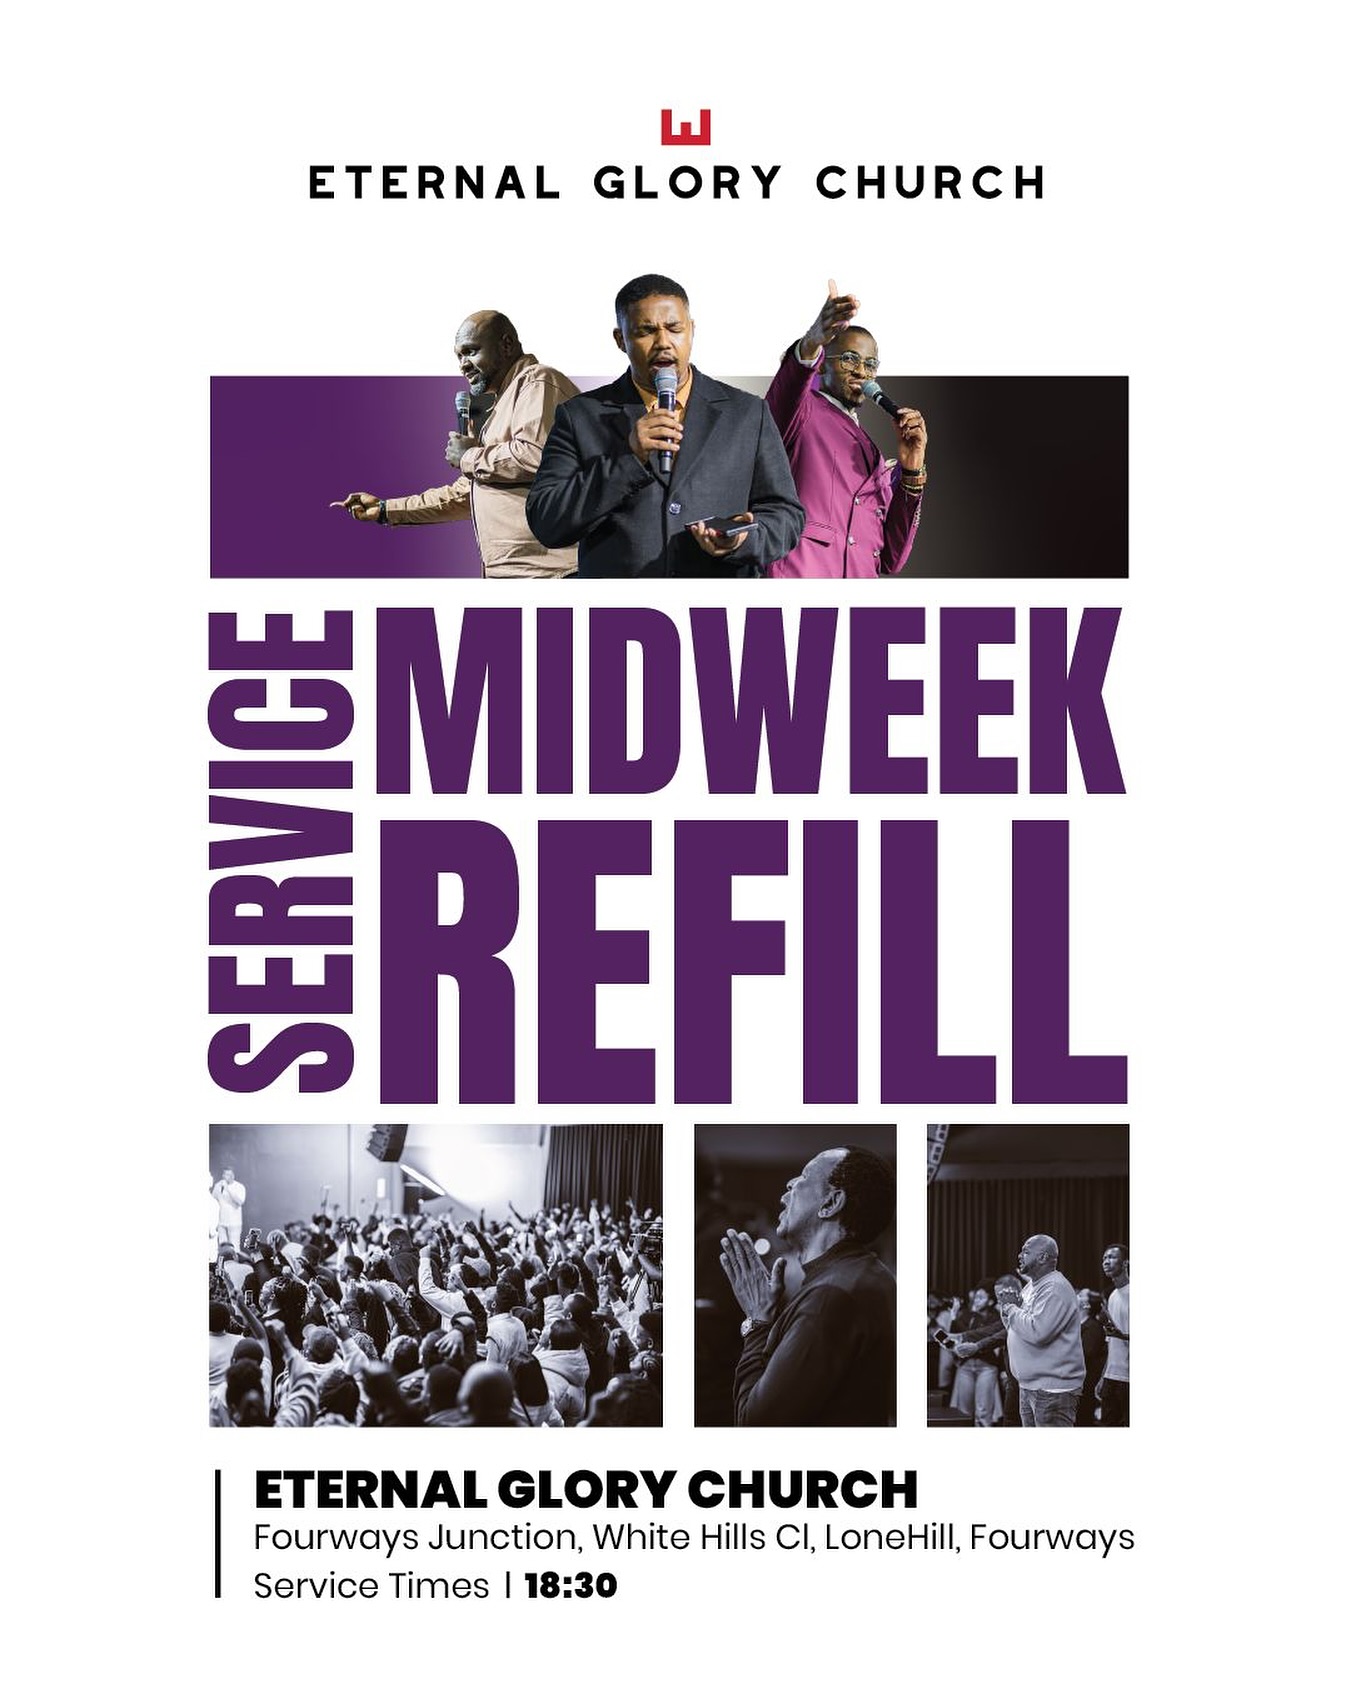 ETERNAL GLORY CHURCH
SERVICE
MIDWEEK
REFILL
ETERNAL GLORY CHURCH
Fourways Junction, White Hills Cl, LoneHill, Fourways
Service Times | 18:30